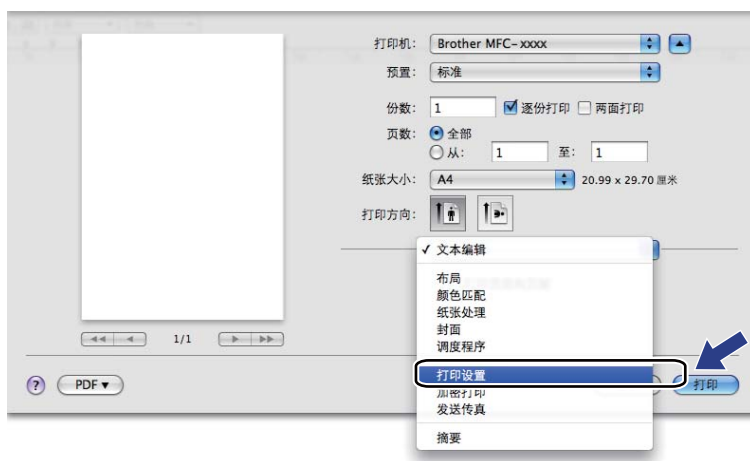 打印机: Brother MFC-xxxx
预置: 标准
份数: 1 逐份打印 两面打印
页数: 全部
从: 1 至: 1
纸张大小: A4 20.99 x 29.70 厘米
打印方向:
✓ 文本编辑
布局
颜色匹配
纸张处理
封面
调度程序
打印设置
加密打印
发送传真
摘要
1/1
? PDF▼
打印